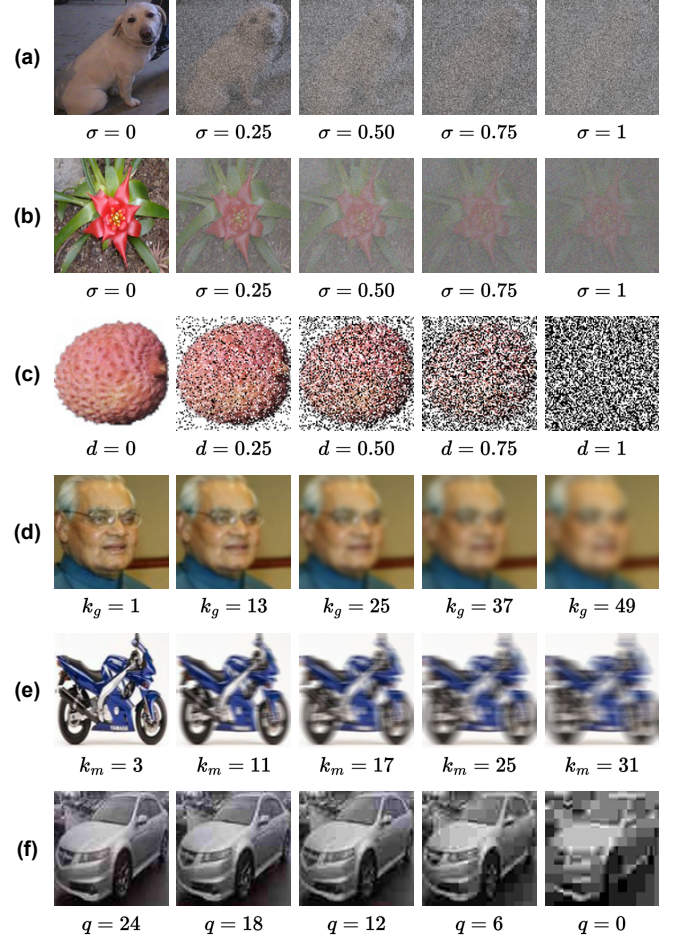 (a)
σ = 0 σ = 0.25 σ = 0.50 σ = 0.75 σ = 1
(b)
σ = 0 σ = 0.25 σ = 0.50 σ = 0.75 σ = 1
(c)
d = 0 d = 0.25 d = 0.50 d = 0.75 d = 1
(d)
k_g = 1 k_g = 13 k_g = 25 k_g = 37 k_g = 49
(e)
YAMAHA
k_m = 3 k_m = 11 k_m = 17 k_m = 25 k_m = 31
(f)
q = 24 q = 18 q = 12 q = 6 q = 0